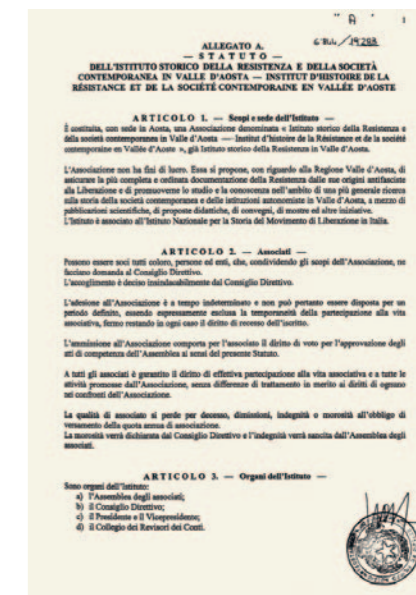 " A " 1
ALLEGATO A.
— S T A T U T O —
DELL'ISTITUTO STORICO DELLA RESISTENZA E DELLA SOCIETÀ
CONTEMPORANEA IN VALLE D'AOSTA — INSTITUT D'HISTOIRE DE LA
RÉSISTANCE ET DE LA SOCIÉTÉ CONTEMPORAINE EN VALLÉE D'AOSTE
A R T I C O L O 1. — Scopi e sede dell'Istituto —
È costituita, con sede in Aosta, una Associazione denominata « Istituto storico della Resistenza e
della società contemporanea in Valle d'Aosta — Institut d'histoire de la Résistance et de la société
contemporaine en Vallée d'Aoste », già Istituto storico della Resistenza in Valle d'Aosta.
L'Associazione non ha fini di lucro. Essa si propone, con riguardo alla Regione Valle d'Aosta, di
assicurare la più completa e ordinata documentazione della Resistenza dalle sue origini antifasciste
alla Liberazione e di promuoverne lo studio e la conoscenza nell'ambito di una più generale ricerca
sulla storia della società contemporanea e delle istituzioni autonomiste in Valle d'Aosta, a mezzo di
pubblicazioni scientifiche, di proposte didattiche, di convegni, di mostre ed altre iniziative.
L'Istituto è associato all'Istituto Nazionale per la Storia del Movimento di Liberazione in Italia.
A R T I C O L O 2. — Associati —
Possono essere soci tutti coloro, persone ed enti, che, condividendo gli scopi dell'Associazione, ne
facciano domanda al Consiglio Direttivo.
L'accoglimento è deciso insindacabilmente dal Consiglio Direttivo.
L'adesione all'Associazione è a tempo indeterminato e non può pertanto essere disposta per un
periodo definito, essendo espressamente esclusa la temporaneità della partecipazione alla vita
associativa, fermo restando in ogni caso il diritto di recesso dell'iscritto.
L'ammissione all'Associazione comporta per l'associato il diritto di voto per l'approvazione degli
atti di competenza dell'Assemblea ai sensi del presente Statuto.
A tutti gli associati è garantito il diritto di effettiva partecipazione alla vita associativa e a tutte le
attività promosse dall'Associazione, senza differenze di trattamento in merito ai diritti di ognuno
nei confronti dell'Associazione.
La qualità di associato si perde per decesso, dimissioni, indegnità o morosità all'obbligo di
versamento della quota annua di associazione.
La morosità verrà dichiarata dal Consiglio Direttivo e l'indegnità verrà sancita dall'Assemblea degli
associati.
A R T I C O L O 3. — Organi dell'Istituto —
Sono organi dell'Istituto:
a) l'Assemblea degli associati;
b) il Consiglio Direttivo;
c) il Presidente e il Vicepresidente;
d) il Collegio dei Revisori dei Conti.